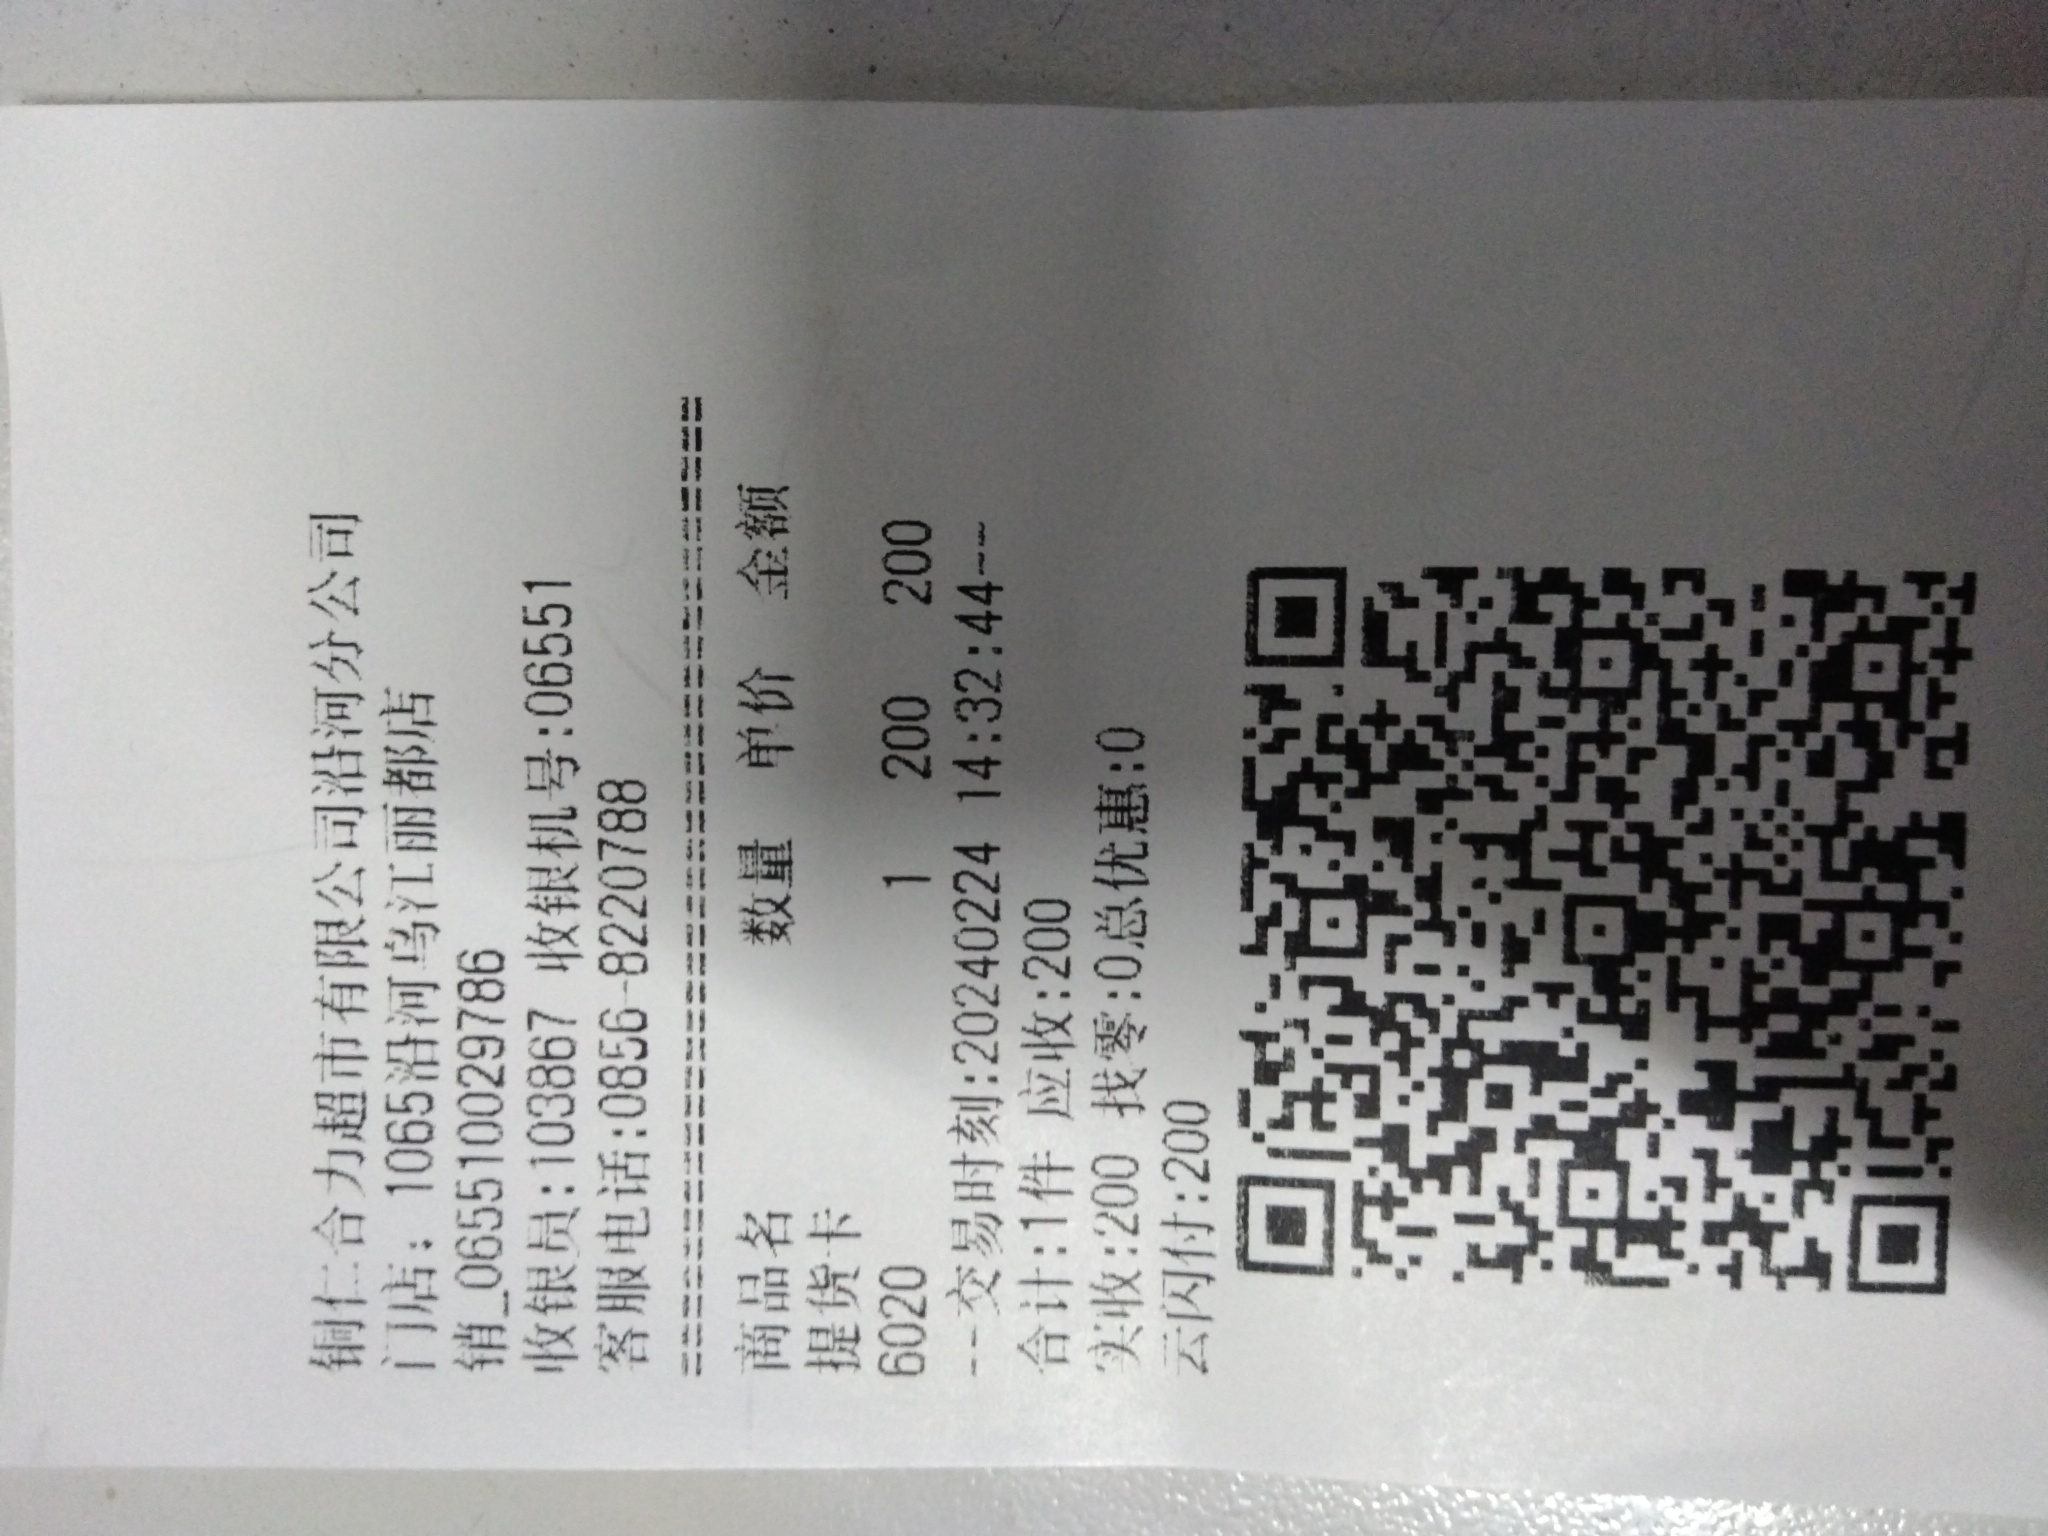 铜仁合力超市有限公司沿河分公司
门店：1065沿河乌江丽都店
销_0655100297​86
收银员:103867 收银机号:06551
客服电话:0856-8220788
================================
商品名 数量 单价 金额
提货卡
6020 1 200 200
---交易时刻:20240224 14:32:44---
合计:1件 应收:200
实收:200 找零:0总优惠:0
云闪付:200